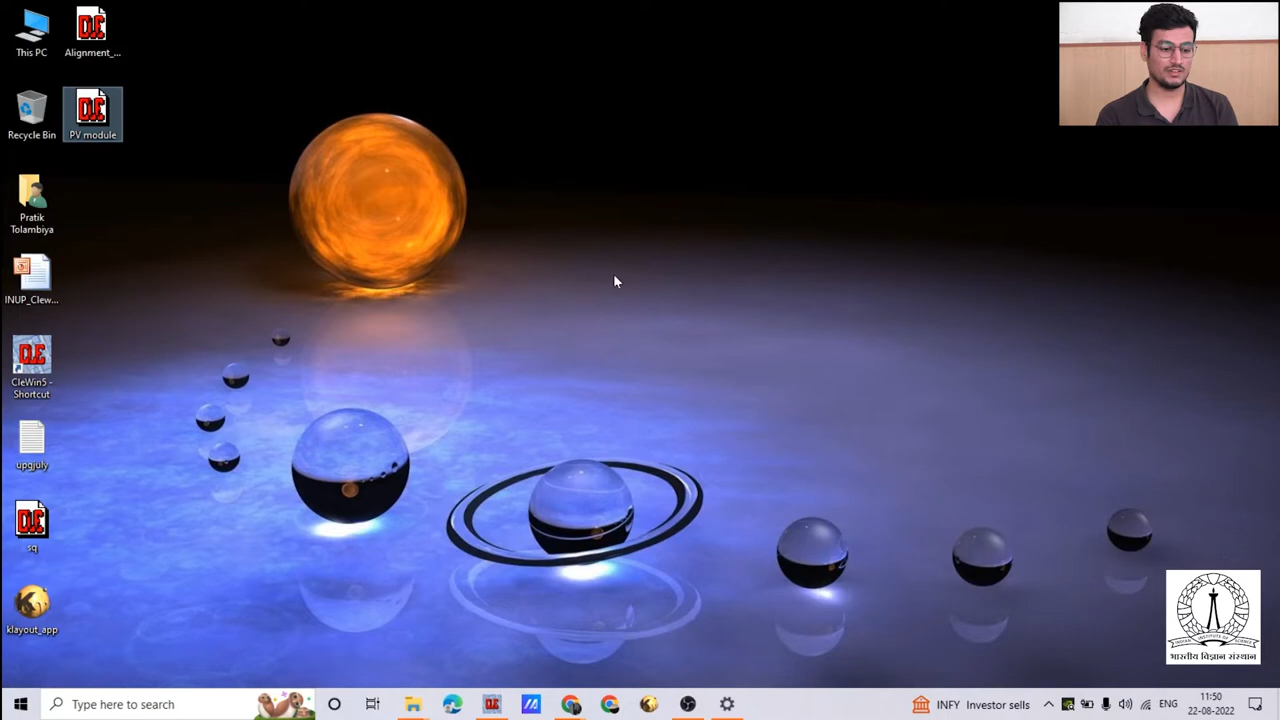 This PC
Alignment_...
Recycle Bin
PV module
Pratik
Tolambiya
INUP_Clew...
CleWin5 -
Shortcut
upgjuly
sq
klayout_app
भारतीय विज्ञान संस्थान
Type here to search
INFY Investor sells
ENG
11:50
22-08-2022